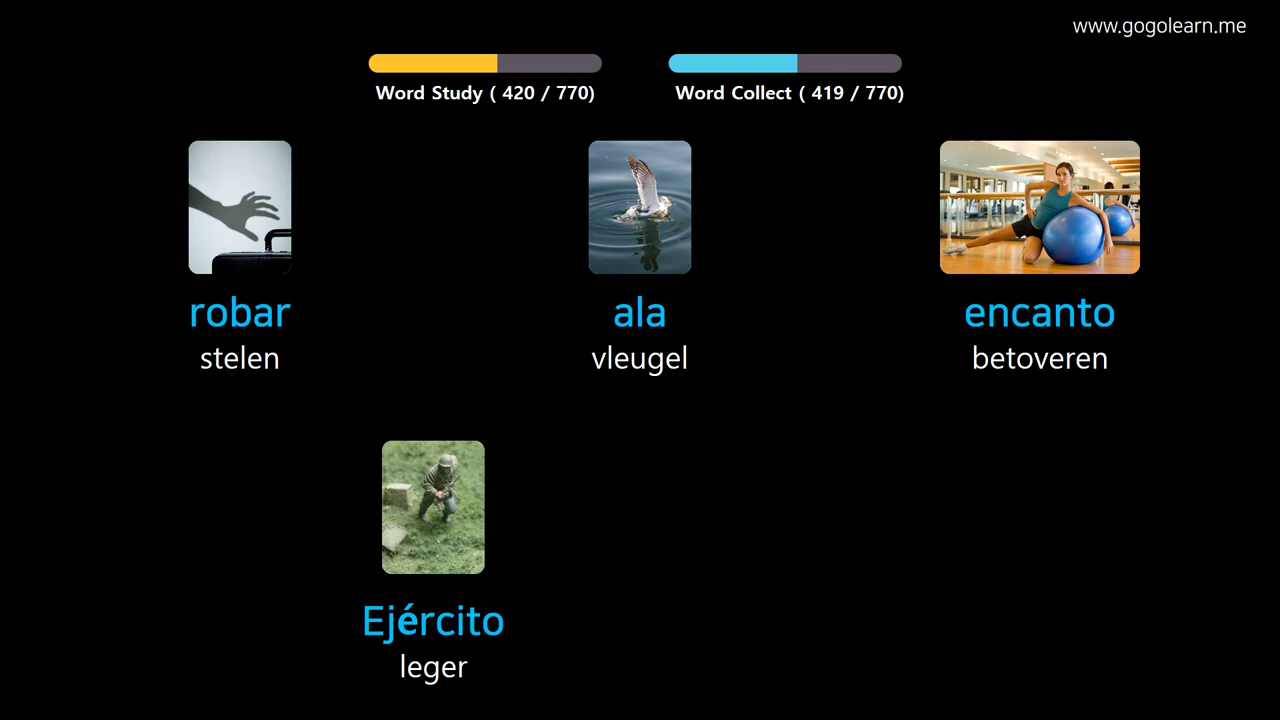 www.gogolearn.me
Word Study ( 420 / 770)
Word Collect ( 419 / 770)
robar
ala
encanto
stelen
vleugel
betoveren
Ejército
leger